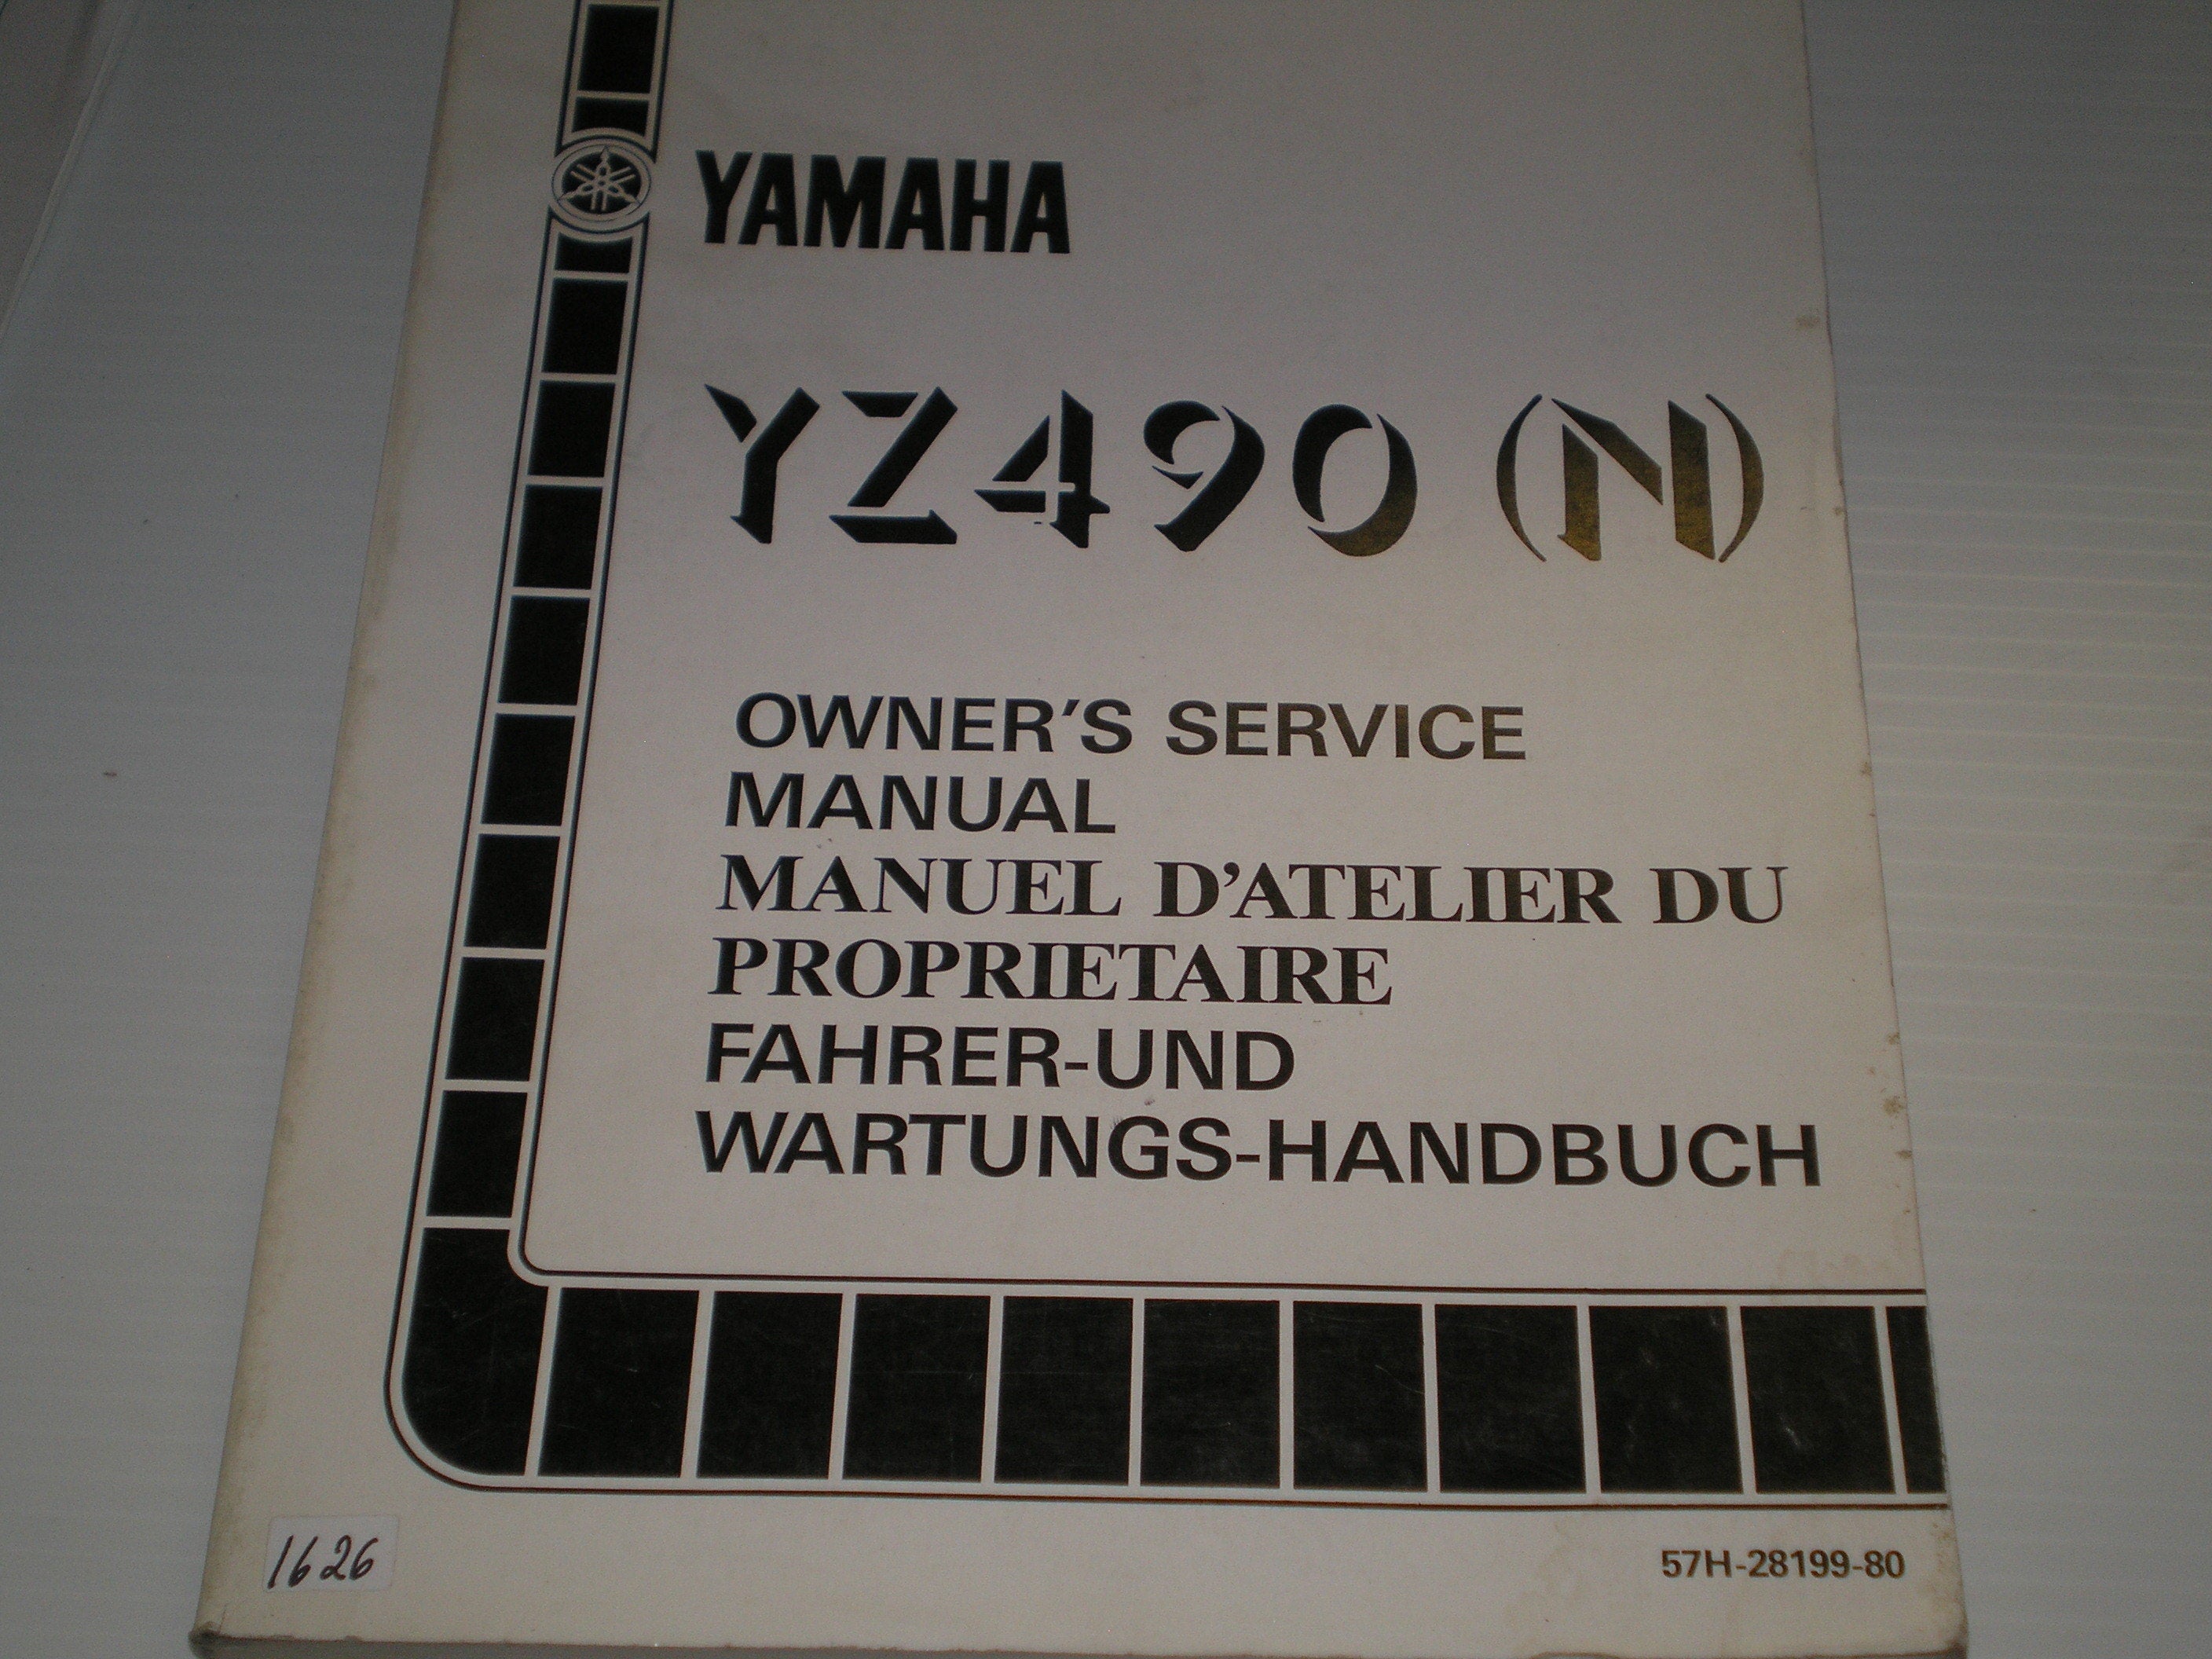 YAMAHA
YZ490 (N)
OWNER'S SERVICE
MANUAL
MANUEL D'ATELIER DU
PROPRIETAIRE
FAHRER-UND
WARTUNGS-HANDBUCH
1626
57H-28199-80